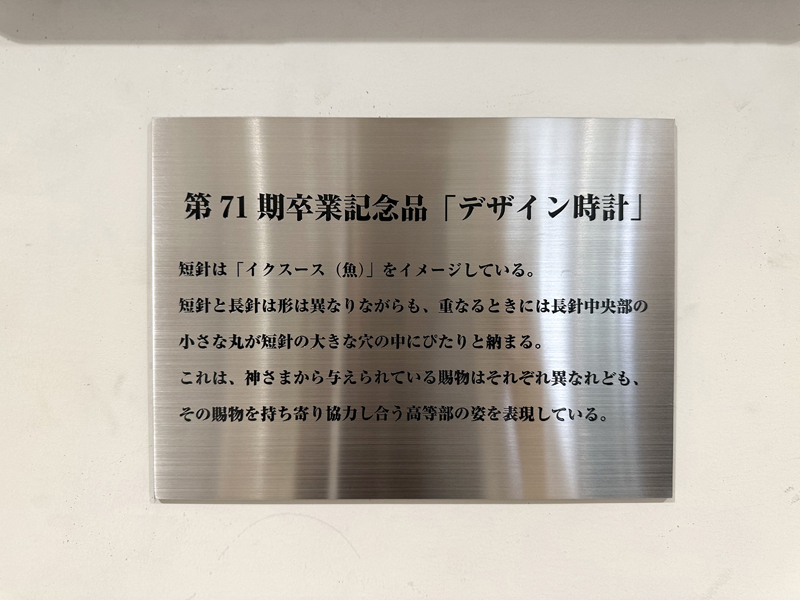 第71期卒業記念品「デザイン時計」
短針は「イクスース（魚）」をイメージしている。
短針と長針は形は異なりながらも、重なるときには長針中央部の
小さな丸が短針の大きな穴の中にぴたりと納まる。
これは、神さまから与えられている賜物はそれぞれ異なれども、
その賜物を持ち寄り協力し合う高等部の姿を表現している。